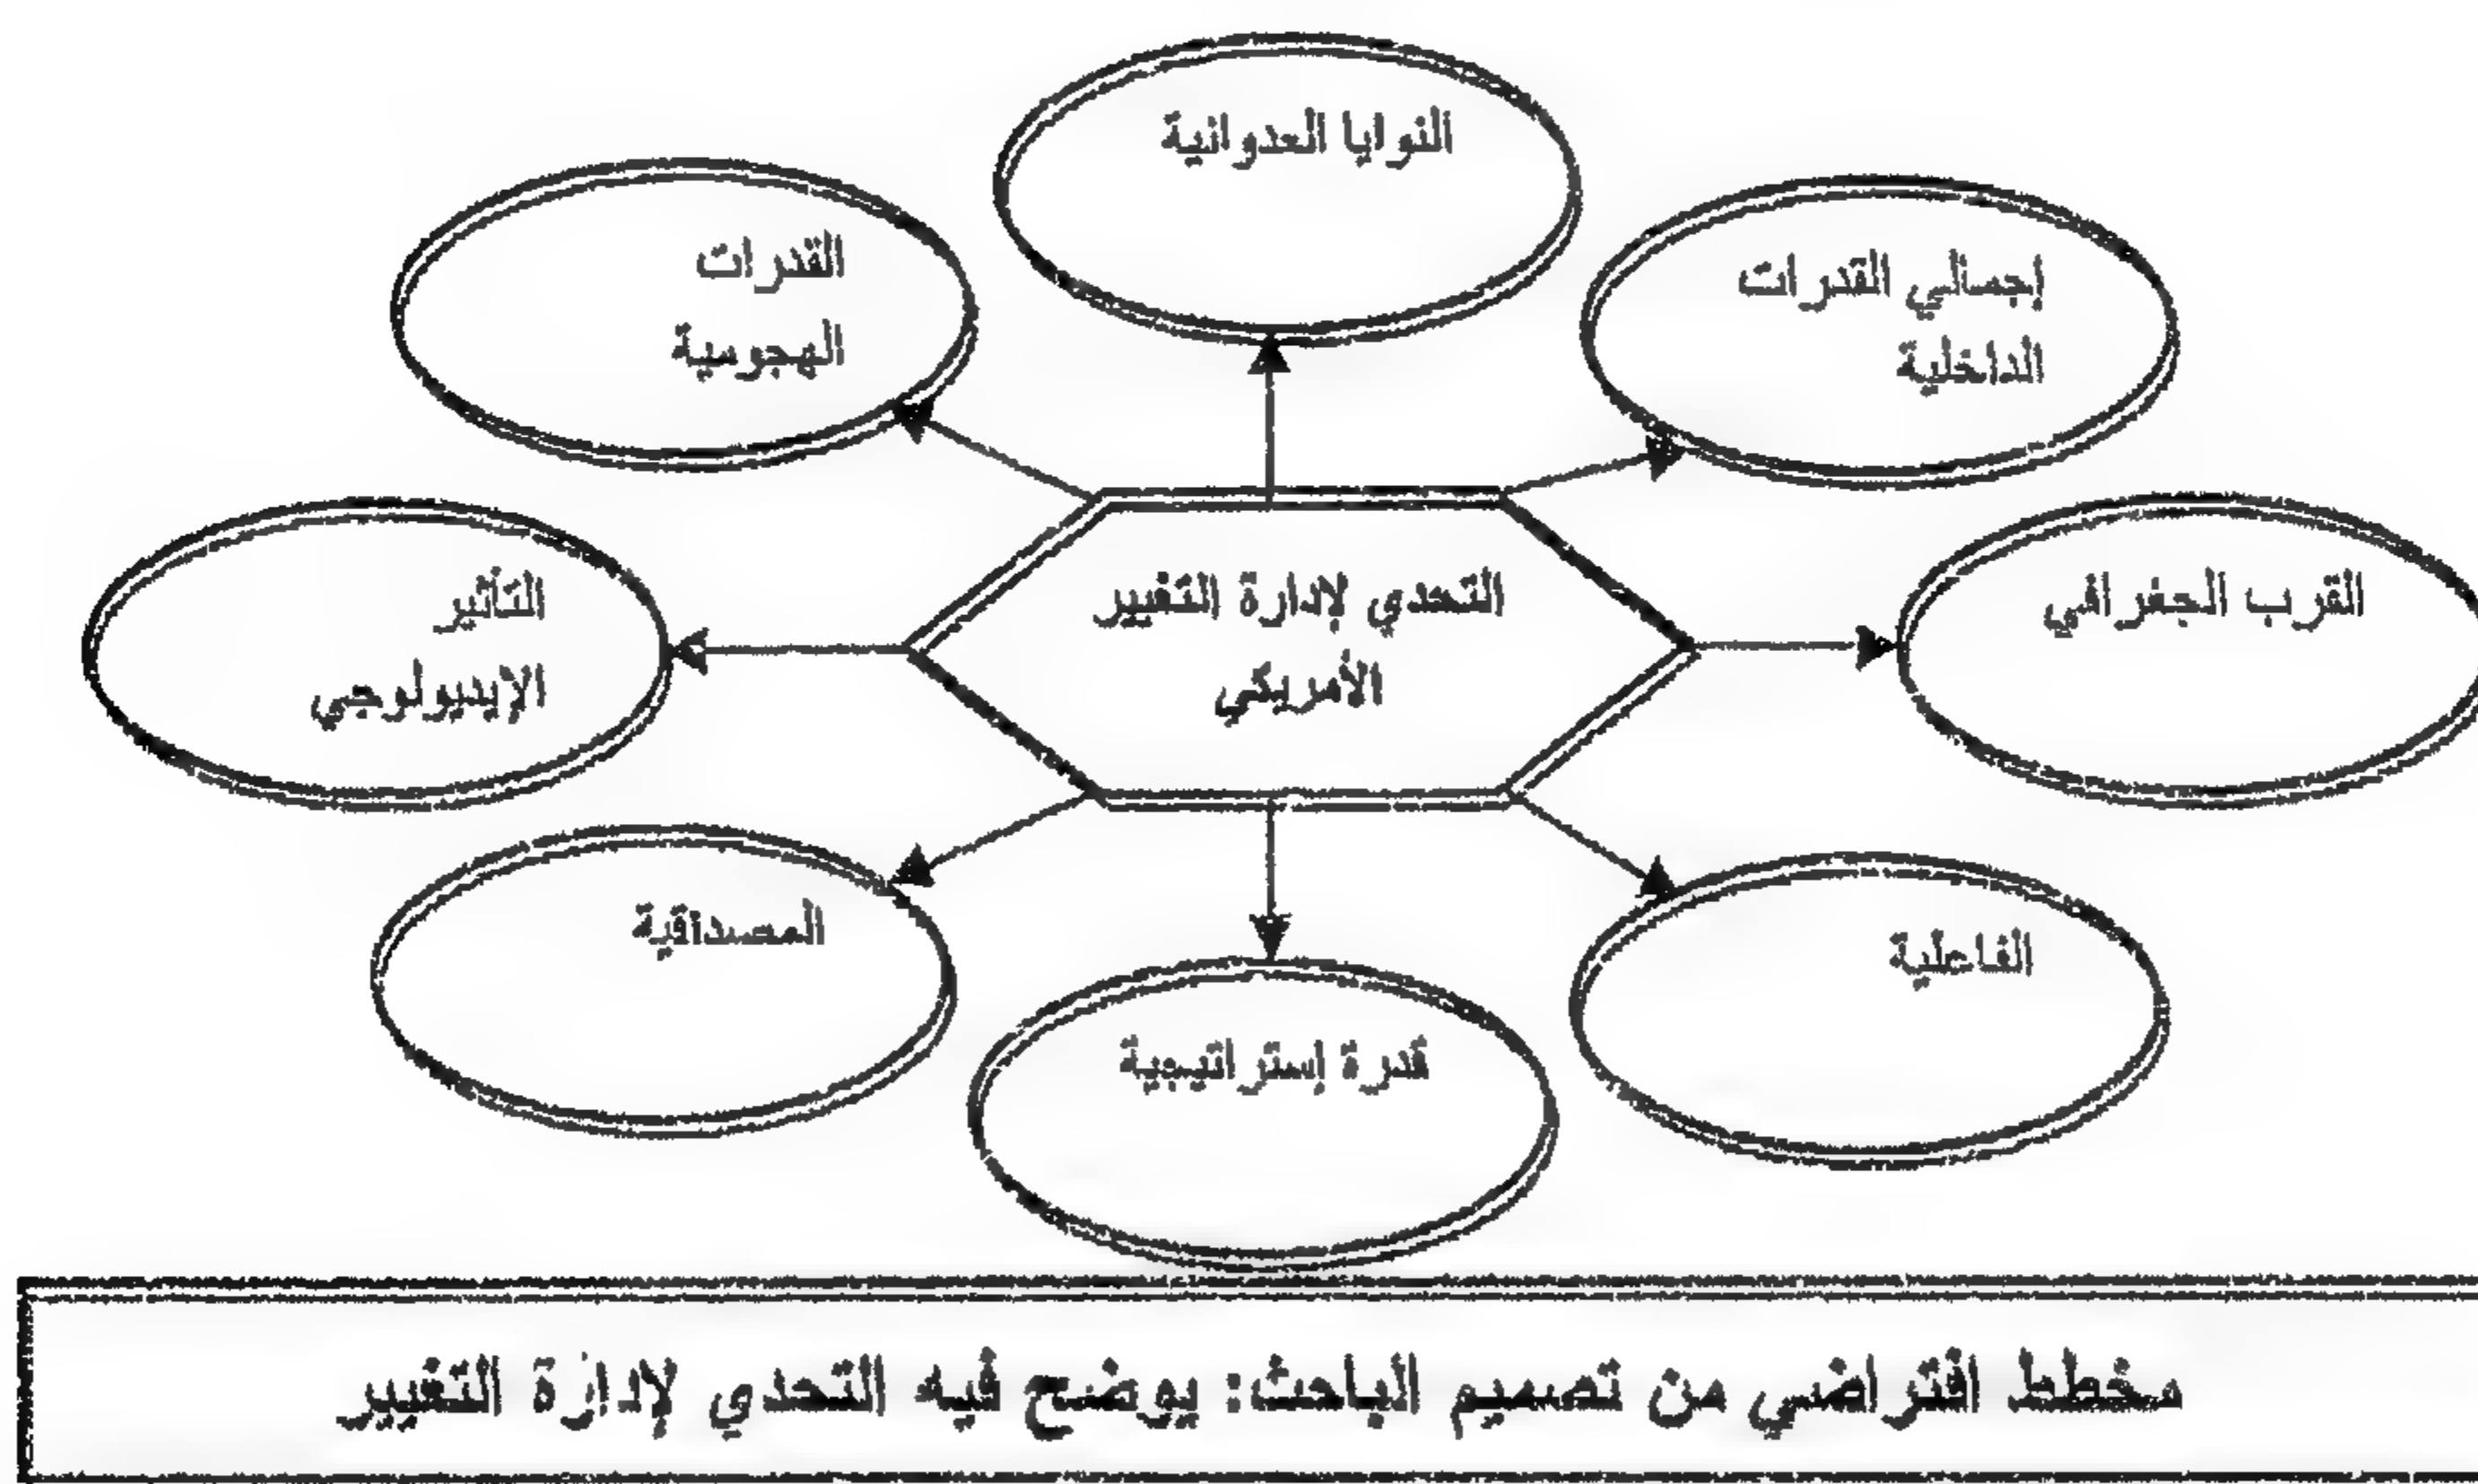 النوايا العدوانية
إجمالي القدرات
الداخلية
القدرات
الهجومية
القرب الجغرافي
التحدي لإدارة التغيير
الأمريكي
التأثير
الإيديولوجي
الفاعلية
قدرة إستراتيجية
المصداقية
مخطط افتراضي من تصميم الباحث: يوضح فيه التحدي لإدارة التغيير